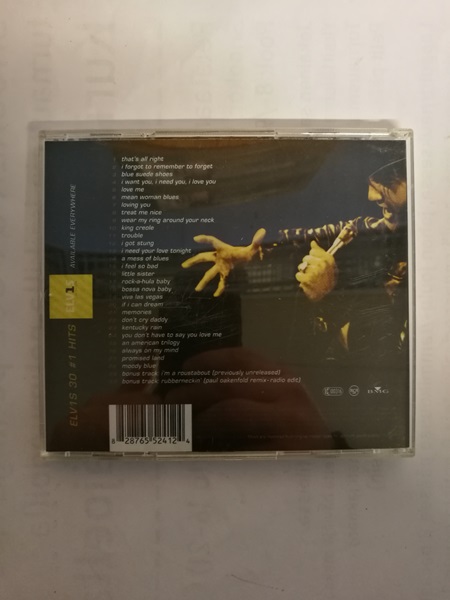 that's all right
i forgot to remember to forget
blue suede shoes
i want you, i need you, i love you
love me
mean woman blues
loving you
treat me nice
wear my ring around your neck
king creole
trouble
i got stung
i need your love tonight
a mess of blues
i feel so bad
little sister
rock-a-hula baby
bossa nova baby
viva las vegas
if i can dream
memories
don't cry daddy
kentucky rain
you don't have to say you love me
an american trilogy
always on my mind
promised land
moody blue
bonus track: i'm a roustabout (previously unreleased)
bonus track: rubberneckin' (paul oakenfold remix-radio edit)
ELV1S 30 #1 HITS
ELV1S
AVAILABLE EVERYWHERE
8 28765 52412 4
BMG